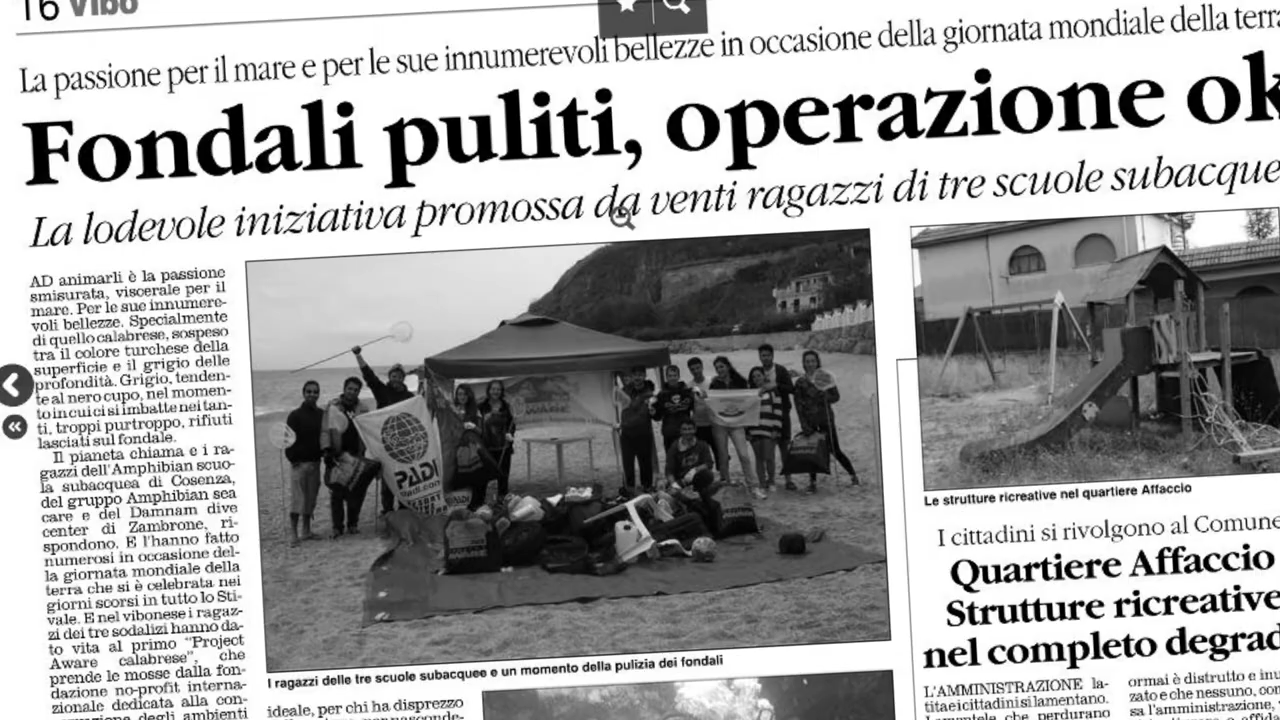 16 Vibo
La passione per il mare e per le sue innumerevoli bellezze in occasione della giornata mondiale della terra
Fondali puliti, operazione ok
La lodevole iniziativa promossa da venti ragazzi di tre scuole subacquee
AD animarli è la passione
smisurata, viscerale per il
mare. Per le sue innumere-
voli bellezze. Specialmente
di quello calabrese, sospeso
tra il colore turchese della
superficie e il grigio delle
profondità. Grigio, tenden-
te al nero cupo, nel momen-
to in cui ci si imbatte nei tan-
ti, troppi purtroppo, rifiuti
lasciati sul fondale.
Il pianeta chiama e i ra-
gazzi dell'Amphibian scuo-
la subacquea di Cosenza,
del gruppo Amphibian sea
care e del Damnam dive
center di Zambrone, ri-
spondono. E l'hanno fatto
numerosi in occasione del-
la giornata mondiale della
terra che si è celebrata nei
giorni scorsi in tutto lo Sti-
vale. E nel vibonese i ragaz-
zi dei tre sodalizi hanno da-
to vita al primo "Project
Aware calabrese", che
prende le mosse dalla fon-
dazione no-profit interna-
zionale dedicata alla con-
degli ambienti
PADI
padi.com
PADI
I ragazzi delle tre scuole subacquee e un momento della pulizia dei fondali
ideale, per chi ha disprezzo
Le strutture ricreative nel quartiere Affaccio
I cittadini si rivolgono al Comune
Quartiere Affaccio
Strutture ricreative
nel completo degrad
L'AMMINISTRAZIONE la-
tita e i cittadini si lamentano.
che perdurano
ormai è distrutto e inu
zato e che nessuno, con
sa l'amministrazione,